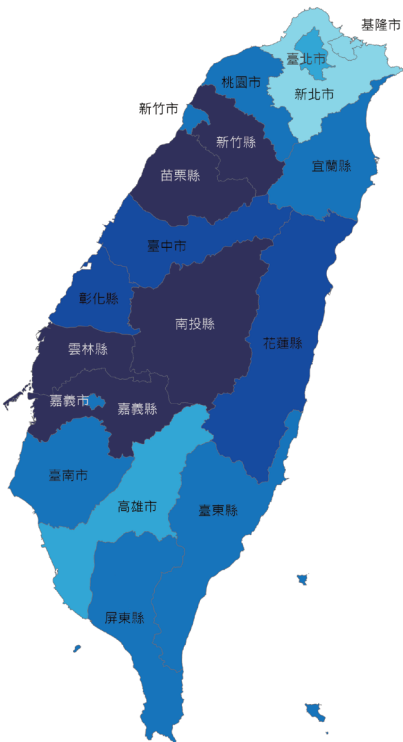 基隆市
臺北市
桃園市
新北市
新竹市
新竹縣
宜蘭縣
苗栗縣
臺中市
彰化縣
南投縣
花蓮縣
雲林縣
嘉義市
嘉義縣
臺南市
高雄市
臺東縣
屏東縣